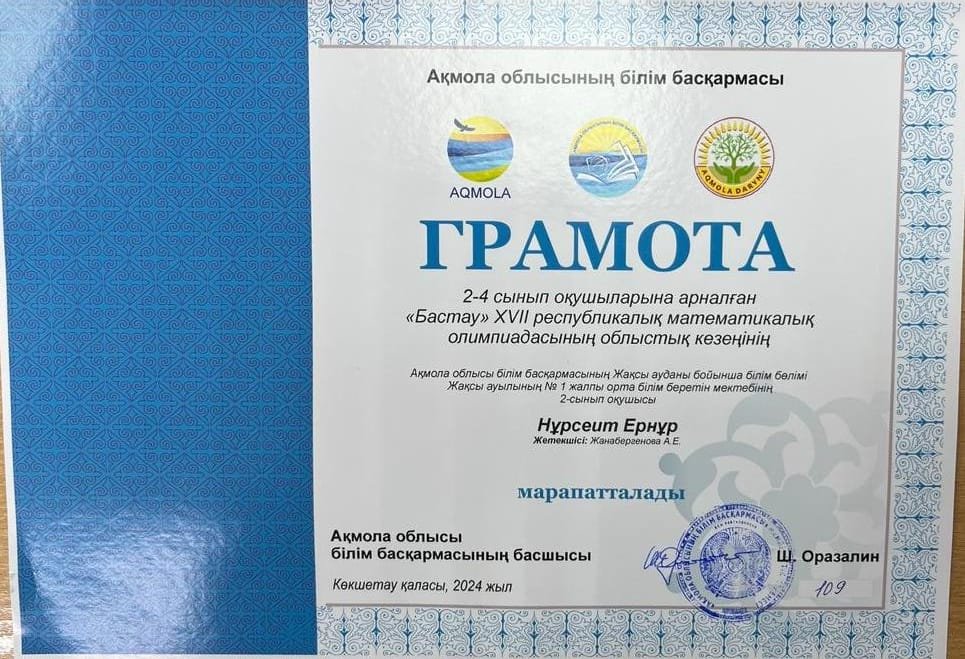 Ақмола облысының білім басқармасы
AQMOLA
AQMOLA DARYNY
ГРАМОТА
2-4 сынып оқушыларына арналған
«Бастау» XVII республикалық математикалық
олимпиадасының облыстық кезеңінің
Ақмола облысы білім басқармасының Жақсы ауданы бойынша білім бөлімі
Жақсы ауылының № 1 жалпы орта білім беретін мектебінің
2-сынып оқушысы
Нұрсеит Ернұр
Жетекшісі: Жанабергенова А.Е.
марапатталады
Ақмола облысы
білім басқармасының басшысы
Ш. Оразалин
Көкшетау қаласы, 2024 жыл
109